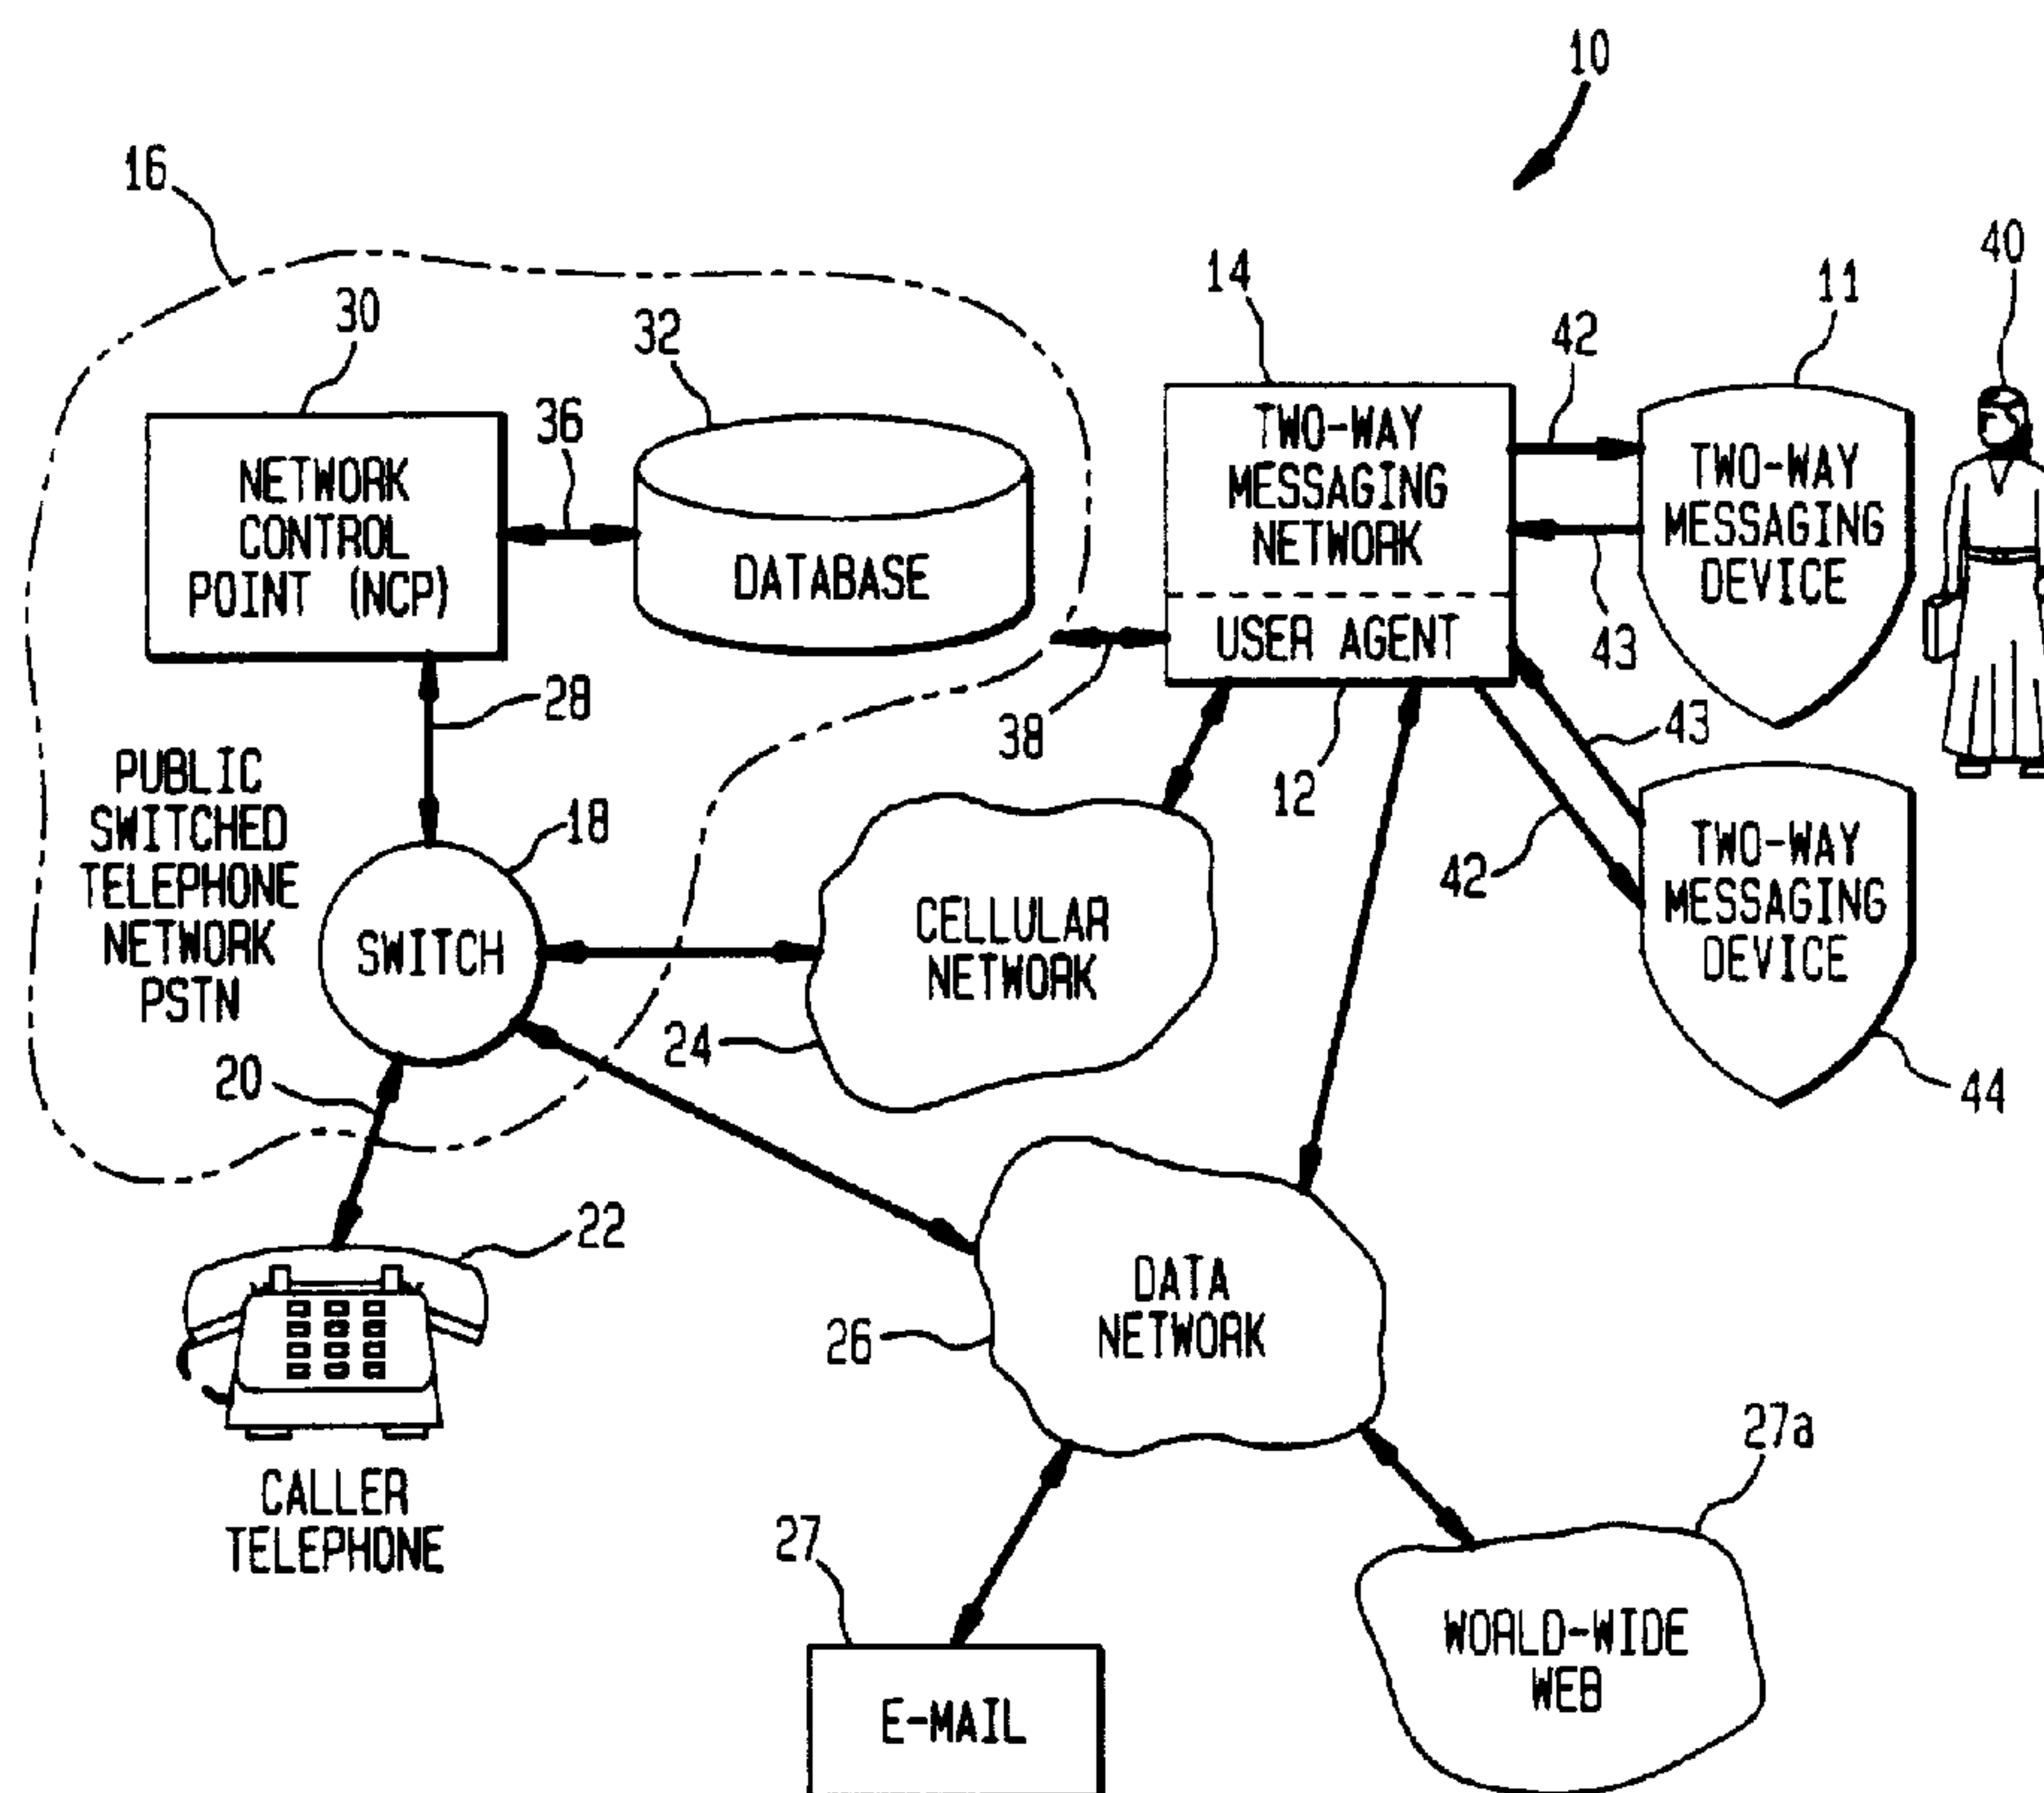 10
16
40
14
11
30
32
42
36
TWO-WAY
MESSAGING
NETWORK
TWO-WAY
MESSAGING
DEVICE
NETWORK
CONTROL
POINT (NCP)
DATABASE
USER AGENT
43
28
38
12
43
PUBLIC
SWITCHED
TELEPHONE
NETWORK
PSTN
18
42
TWO-WAY
MESSAGING
DEVICE
SWITCH
CELLULAR
NETWORK
24
20
44
22
DATA
NETWORK
26
27a
CALLER
TELEPHONE
27
WORLD-WIDE
WEB
E-MAIL